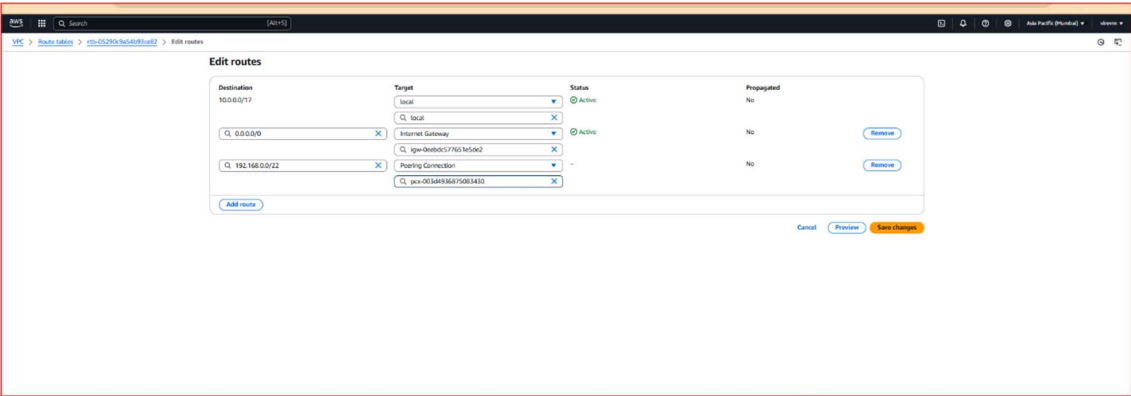 aws Search [Alt+S] Asia Pacific (Mumbai)
VPC > Route tables > > Edit routes
Edit routes
Destination Target Status Propagated
10.0.0.0/17 local Active No
local
0.0.0.0/0 Internet Gateway Active No Remove
igw-0eebdc577651e5de2
192.168.0.0/22 Peering Connection - No Remove
pcx-003d4936875083430
Add route
Cancel Preview Save changes